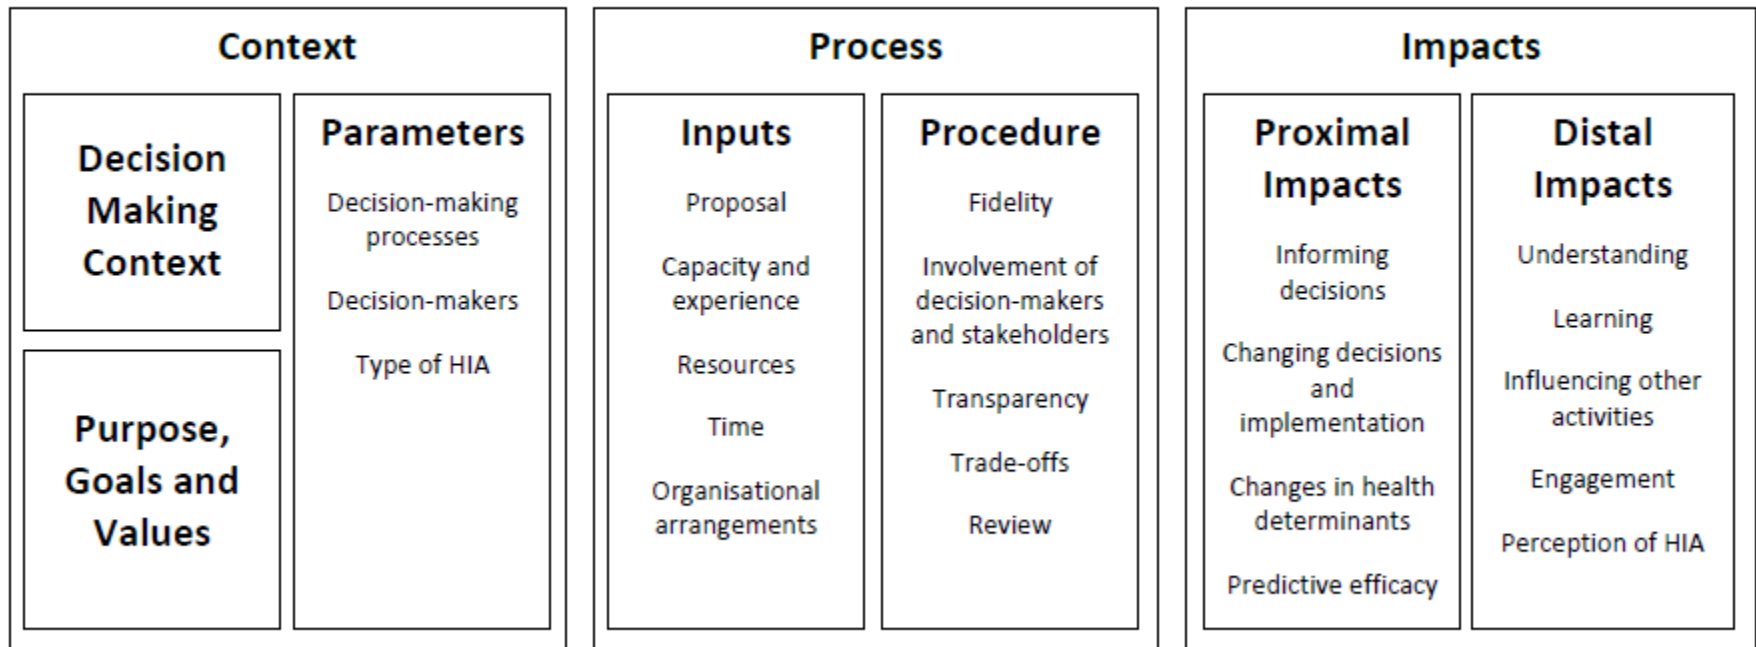 Context
Decision
Making
Context
Purpose,
Goals and
Values
Parameters
Decision-making
processes
Decision-makers
Type of HIA
Process
Inputs
Proposal
Capacity and
experience
Resources
Time
Organisational
arrangements
Procedure
Fidelity
Involvement of
decision-makers
and stakeholders
Transparency
Trade-offs
Review
Impacts
Proximal
Impacts
Informing
decisions
Changing decisions
and
implementation
Changes in health
determinants
Predictive efficacy
Distal
Impacts
Understanding
Learning
Influencing other
activities
Engagement
Perception of HIA